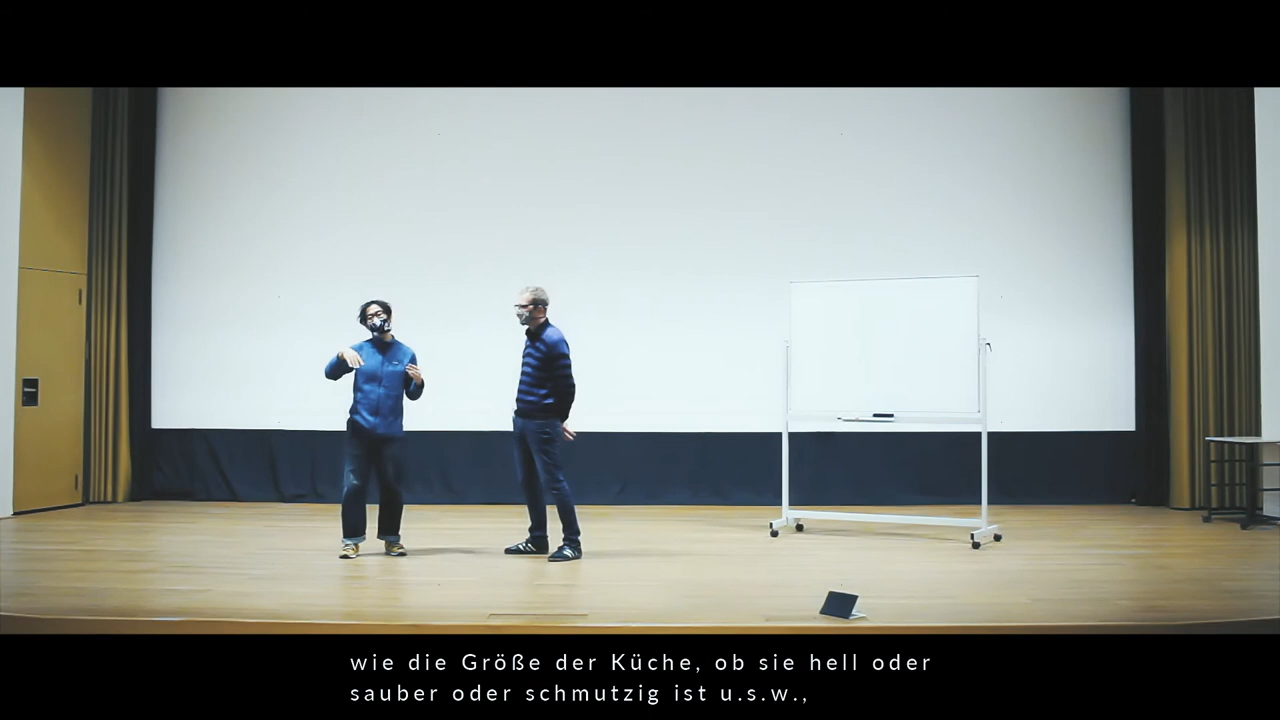 wie die Größe der Küche, ob sie hell oder
sauber oder schmutzig ist u.s.w.,